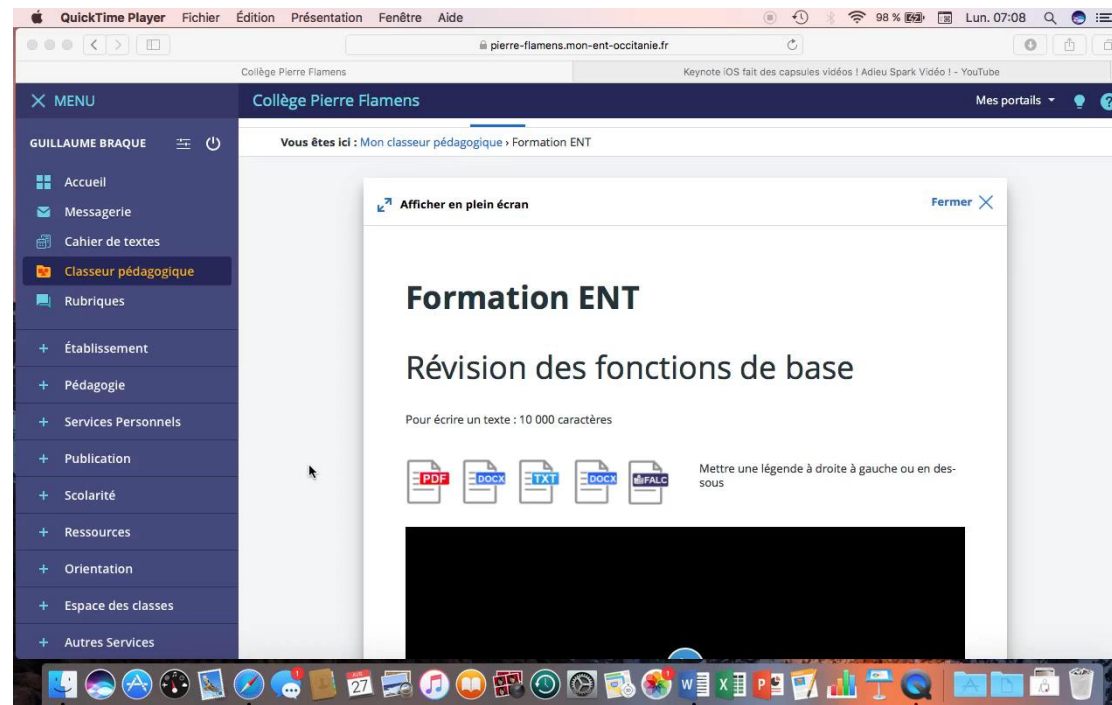 QuickTime Player Fichier Édition Présentation Fenêtre Aide 98 % Lun. 07:08
pierre-flamens.mon-ent-occitanie.fr
Collège Pierre Flamens
Keynote iOS fait des capsules vidéos ! Adieu Spark Vidéo ! - YouTube
MENU
Collège Pierre Flamens
Mes portails
?
GUILLAUME BRAQUE
Vous êtes ici : Mon classeur pédagogique › Formation ENT
Accueil
Messagerie
Cahier de textes
Classeur pédagogique
Rubriques
+ Établissement
+ Pédagogie
+ Services Personnels
+ Publication
+ Scolarité
+ Ressources
+ Orientation
+ Espace des classes
+ Autres Services
Afficher en plein écran
Fermer
Formation ENT
Révision des fonctions de base
Pour écrire un texte : 10 000 caractères
PDF DOCX TXT DOCX FALC
Mettre une légende à droite à gauche ou en des-
sous
27